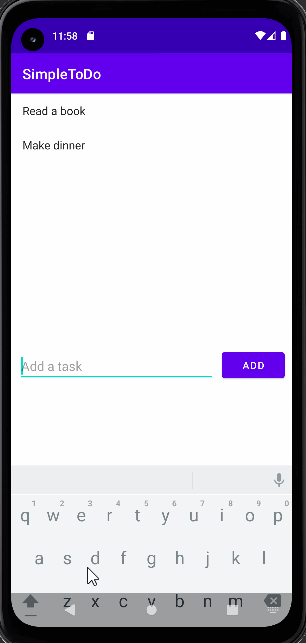 11:58
SimpleToDo
Read a book
Make dinner
Add a task
ADD
1 2 3 4 5 6 7 8 9 0
q w e r t y u i o p
a s d f g h j k l
z x c v b n m